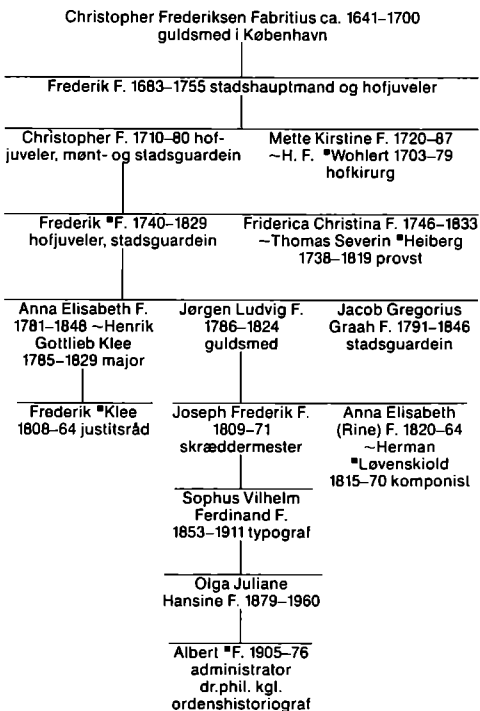 Christopher Frederiksen Fabritius ca. 1641–1700
guldsmed i København
Frederik F. 1683–1755 stadshauptmand og hofjuveler
Christopher F. 1710–80 hof-
juveler, mønt- og stadsguardein
Mette Kirstine F. 1720–87
~H. F. ▪Wohlert 1703–79
hofkirurg
Frederik ▪F. 1740–1829
hofjuveler, stadsguardein
Friderica Christina F. 1746–1833
~Thomas Severin ▪Heiberg
1738–1819 provst
Anna Elisabeth F.
1781–1848 ~Henrik
Gottlieb Klee
1785–1829 major
Jørgen Ludvig F.
1786–1824
guldsmed
Jacob Gregorius
Graah F. 1791–1846
stadsguardein
Frederik ▪Klee
1808–64 justitsråd
Joseph Frederik F.
1809–71
skræddermester
Anna Elisabeth
(Rine) F. 1820–64
~Herman
▪Løvenskiold
1815–70 komponist
Sophus Vilhelm
Ferdinand F.
1853–1911 typograf
Olga Juliane
Hansine F. 1879–1960
Albert ▪F. 1905–76
administrator
dr.phil. kgl.
ordenshistoriograf